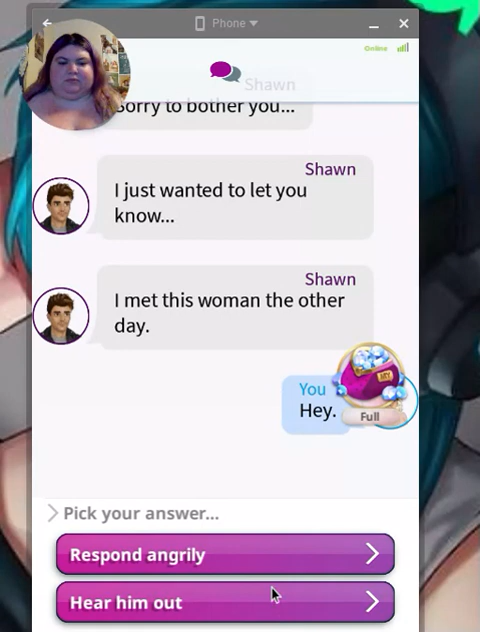 Phone
Online
Shawn
Sorry to bother you...
Shawn
I just wanted to let you
know...
Shawn
I met this woman the other
day.
You
Hey.
MY
Full
Pick your answer...
Respond angrily
Hear him out